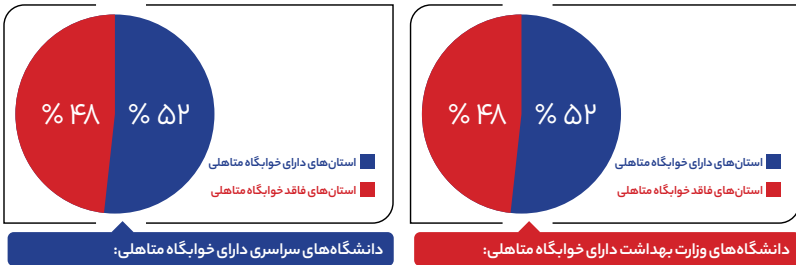 % ۵۲
% ۴۸
استان‌های دارای خوابگاه متاهلی
استان‌های فاقد خوابگاه متاهلی
دانشگاه‌های وزارت بهداشت دارای خوابگاه متاهلی:
% ۵۲
% ۴۸
استان‌های دارای خوابگاه متاهلی
استان‌های فاقد خوابگاه متاهلی
دانشگاه‌های سراسری دارای خوابگاه متاهلی: